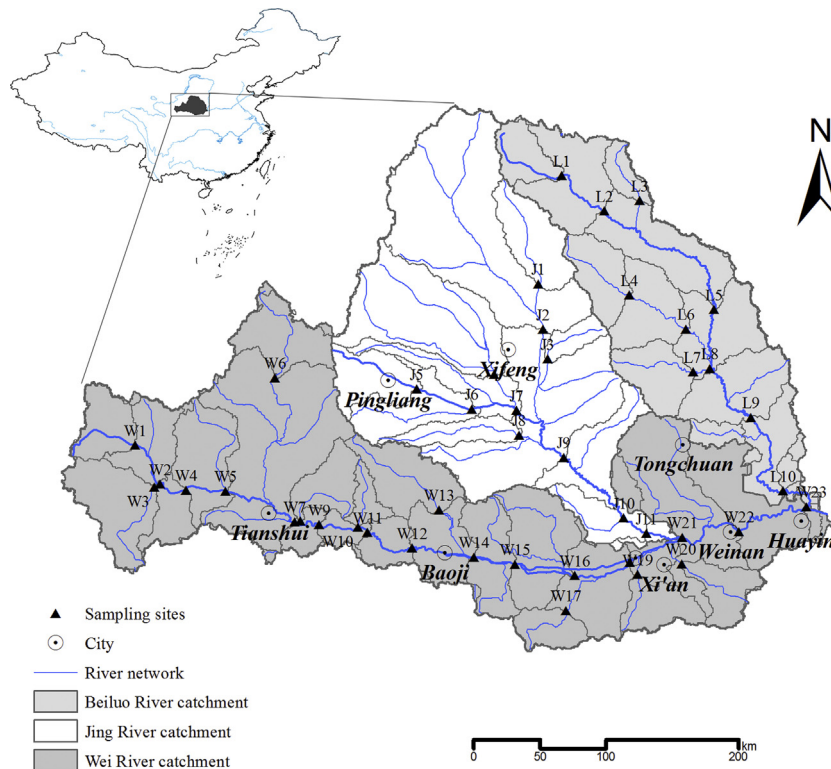 N
L1
L2
L3
J1
L4
L5
J2
L6
J3
Xifeng
L7
L8
W6
J5
Pingliang
J6
J7
J8
L9
W1
J9
Tongchuan
W2
W3
W4
W5
L10
W23
W13
J10
Tianshui
W7
W9
W10
W11
J11
W21
W22
Weinan
Huayin
W12
Baoji
W14
W15
W16
W19
W20
Xi'an
W17
Sampling sites
City
River network
Beiluo River catchment
Jing River catchment
Wei River catchment
0 50 100 200 km